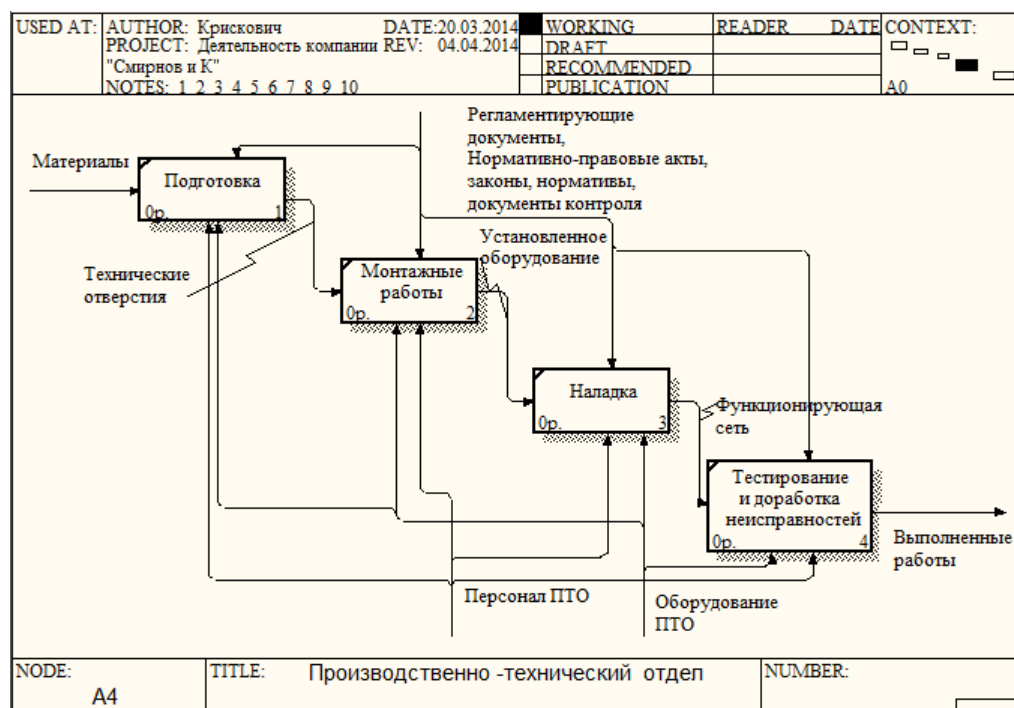 USED AT:
AUTHOR: Крискович
DATE:20.03.2014
PROJECT: Деятельность компании
REV: 04.04.2014
"Смирнов и К"
NOTES: 1 2 3 4 5 6 7 8 9 10
WORKING
DRAFT
RECOMMENDED
PUBLICATION
READER
DATE
CONTEXT:
A0
Регламентирующие
документы,
Нормативно-правовые акты,
законы, нормативы,
документы контроля
Материалы
Подготовка
0р.
1
Технические
отверстия
Монтажные
работы
0р.
2
Установленное
оборудование
Наладка
0р.
3
Функционирующая
сеть
Тестирование
и доработка
неисправностей
0р.
4
Выполненные
работы
Персонал ПТО
Оборудование
ПТО
NODE:
A4
TITLE:
Производственно -технический отдел
NUMBER: